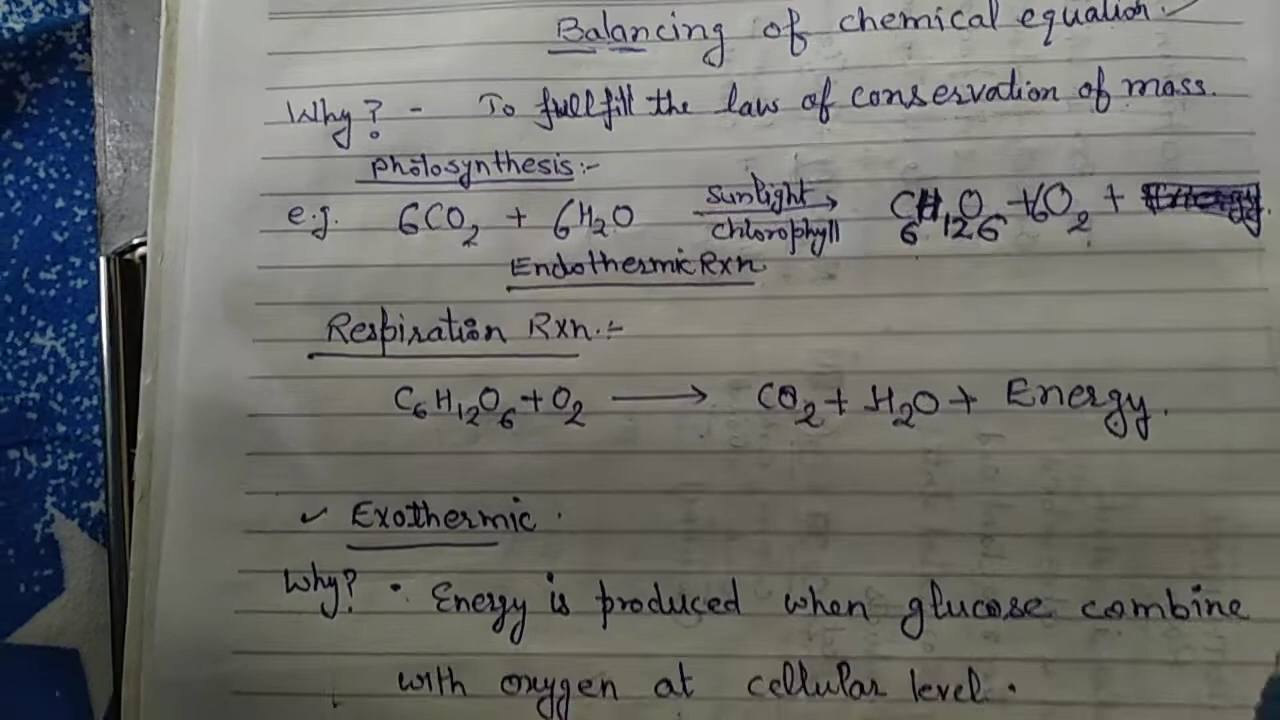 Balancing of chemical equation.
Why? - To fullfill the law of conservation of mass.
Photosynthesis:-
e.g. 6CO₂ + 6H₂O sunlight → chlorophyll C₆H₁₂O₆ + 6O₂ +
Endothermic Rxn.
Respiration Rxn.:-
C₆H₁₂O₆ + O₂ → CO₂ + H₂O + Energy.
✓ Exothermic.
Why? • Energy is produced when glucose combine
with oxygen at cellular level.